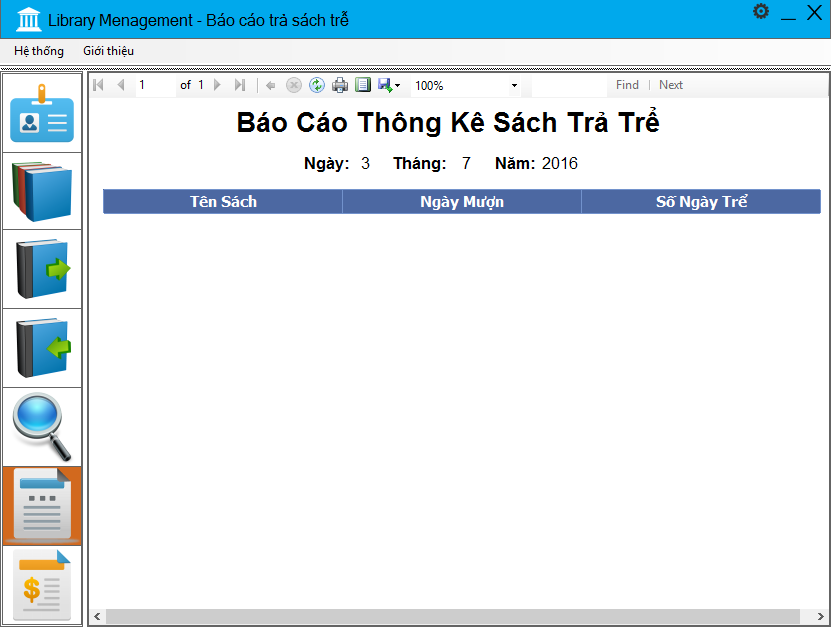 Library Menagement - Báo cáo trả sách trễ
Hệ thống Giới thiệu
1 of 1 100% Find Next
Báo Cáo Thông Kê Sách Trả Trể
Ngày: 3 Tháng: 7 Năm: 2016
Tên Sách Ngày Mượn Số Ngày Trể
$